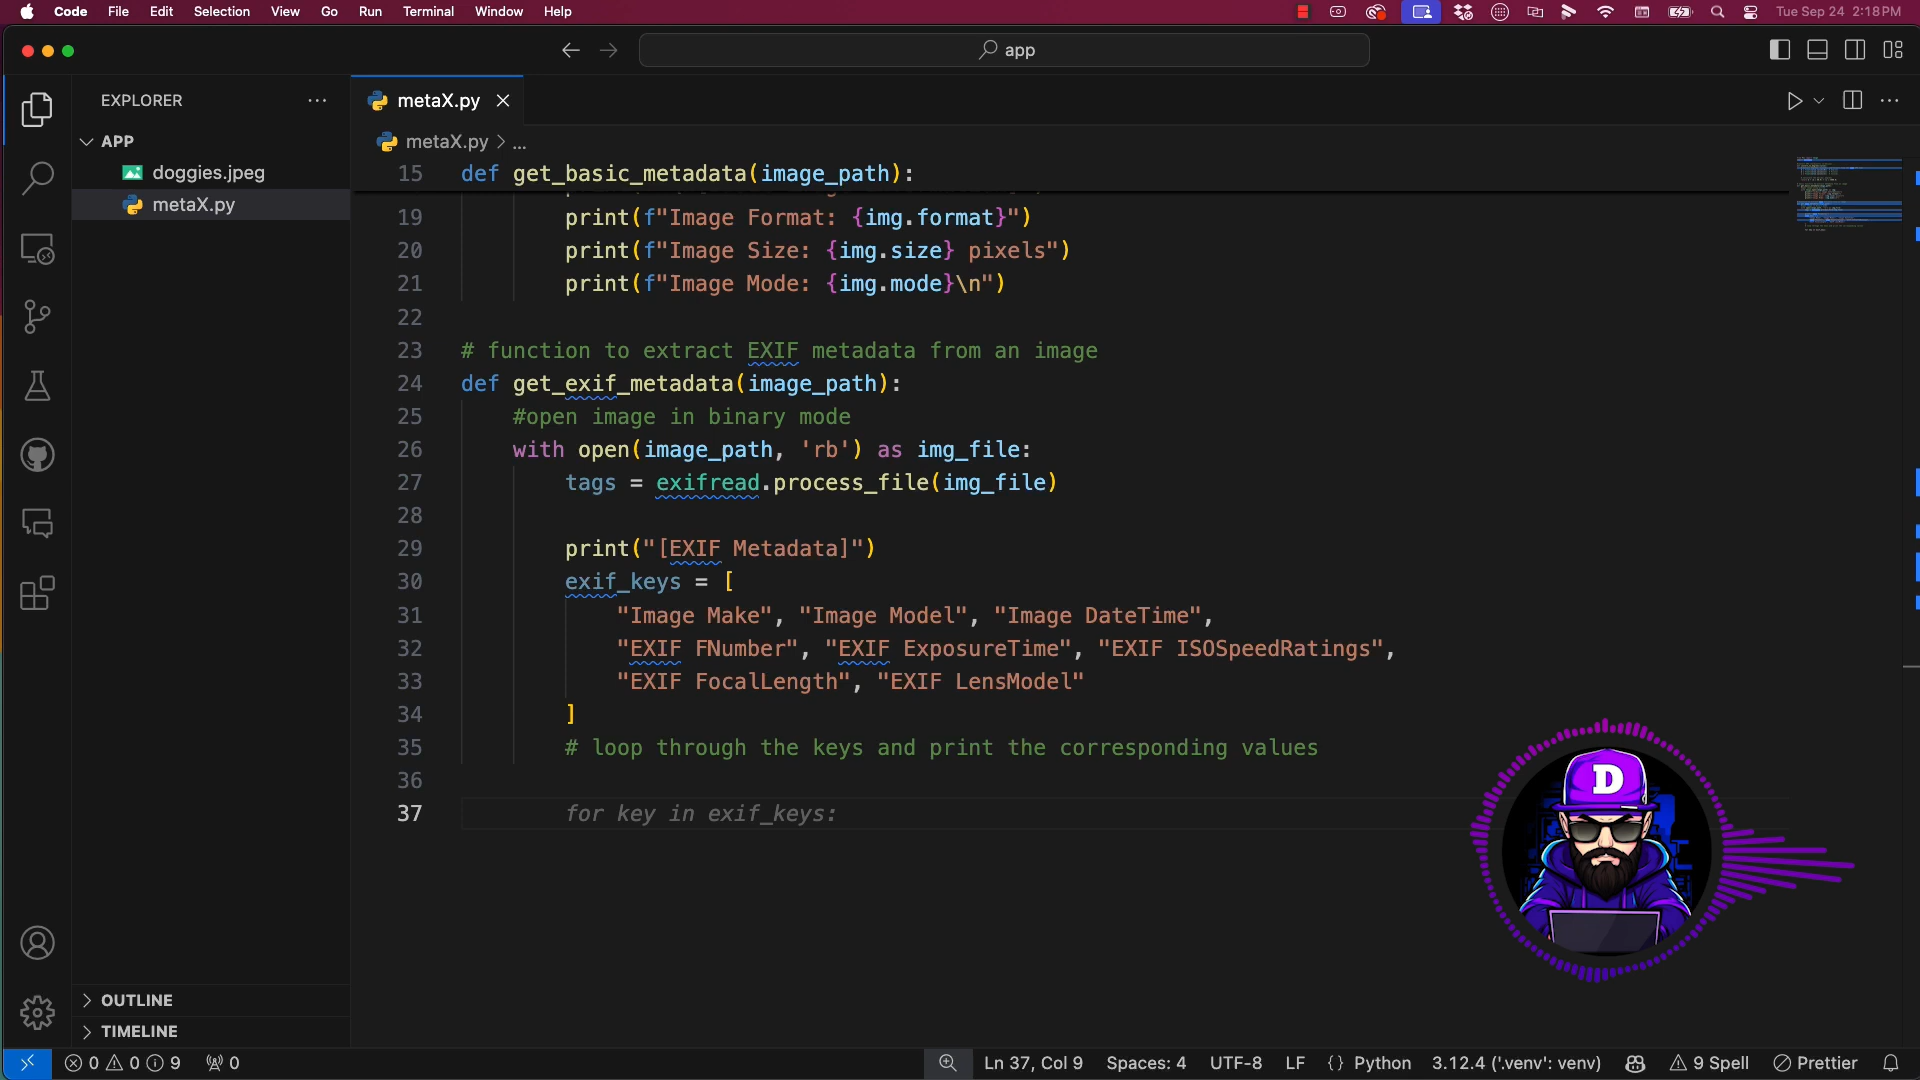 Code File Edit Selection View Go Run Terminal Window Help Tue Sep 24 2:18 PM
app
EXPLORER
metaX.py
APP
metaX.py > ...
doggies.jpeg
metaX.py
15 def get_basic_metadata(image_path):
19 print(f"Image Format: {img.format}")
20 print(f"Image Size: {img.size} pixels")
21 print(f"Image Mode: {img.mode}\n")
22
23 # function to extract EXIF metadata from an image
24 def get_exif_metadata(image_path):
25 #open image in binary mode
26 with open(image_path, 'rb') as img_file:
27 tags = exifread.process_file(img_file)
28
29 print("[EXIF Metadata]")
30 exif_keys = [
31 "Image Make", "Image Model", "Image DateTime",
32 "EXIF FNumber", "EXIF ExposureTime", "EXIF ISOSpeedRatings",
33 "EXIF FocalLength", "EXIF LensModel"
34 ]
35 # loop through the keys and print the corresponding values
36
37 for key in exif_keys:
D
OUTLINE
TIMELINE
0 0 9 0 Ln 37, Col 9 Spaces: 4 UTF-8 LF {} Python 3.12.4 ('.venv': venv) 9 Spell Prettier